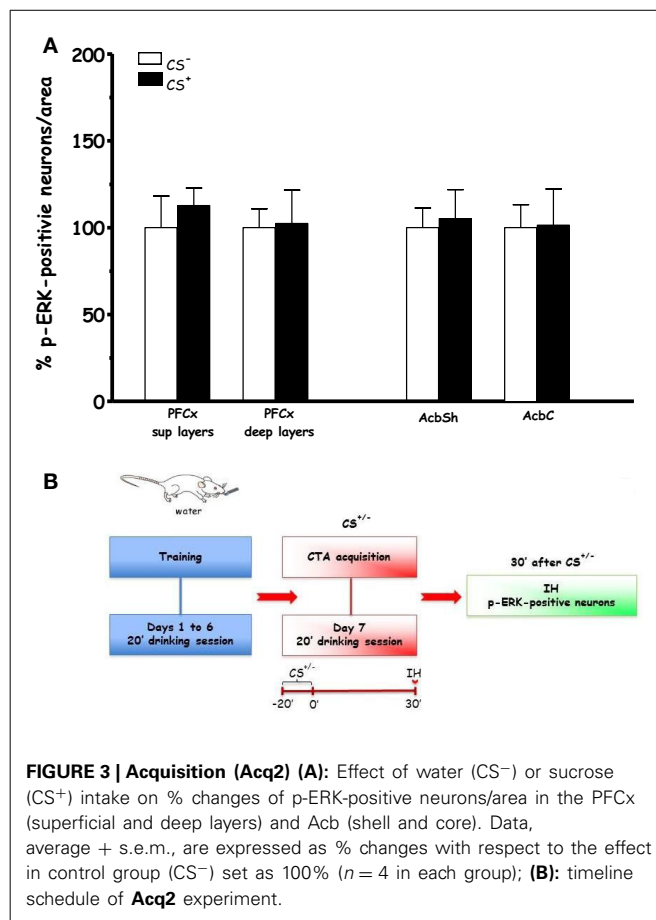 A
200
150
100
50
0
% p-ERK-positivie neurons/area
CS⁻
CS⁺
PFCx
sup layers
PFCx
deep layers
AcbSh
AcbC
B
water
Training
Days 1 to 6
20' drinking session
CS⁺/⁻
CTA acquisition
Day 7
20' drinking session
CS⁺/⁻
-20'
0'
IH
30'
30' after CS⁺/⁻
IH
p-ERK-positive neurons
FIGURE 3 | Acquisition (Acq2) (A): Effect of water (CS⁻) or sucrose
(CS⁺) intake on % changes of p-ERK-positive neurons/area in the PFCx
(superficial and deep layers) and Acb (shell and core). Data,
average + s.e.m., are expressed as % changes with respect to the effect
in control group (CS⁻) set as 100% (n = 4 in each group); (B): timeline
schedule of Acq2 experiment.